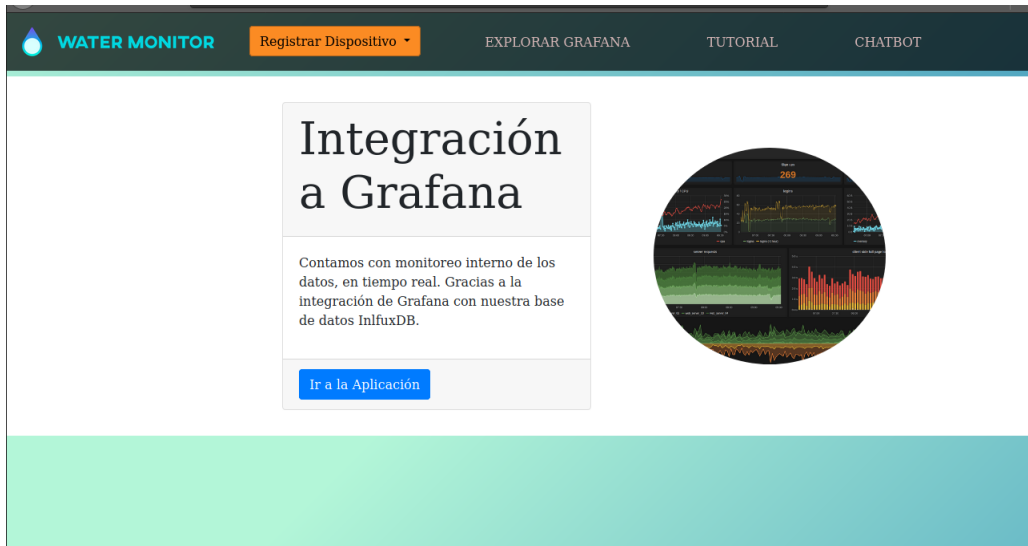 WATER MONITOR
Registrar Dispositivo
EXPLORAR GRAFANA
TUTORIAL
CHATBOT
Integración
a Grafana
Contamos con monitoreo interno de los
datos, en tiempo real. Gracias a la
integración de Grafana con nuestra base
de datos InlfuxDB.
Ir a la Aplicación
269
logins